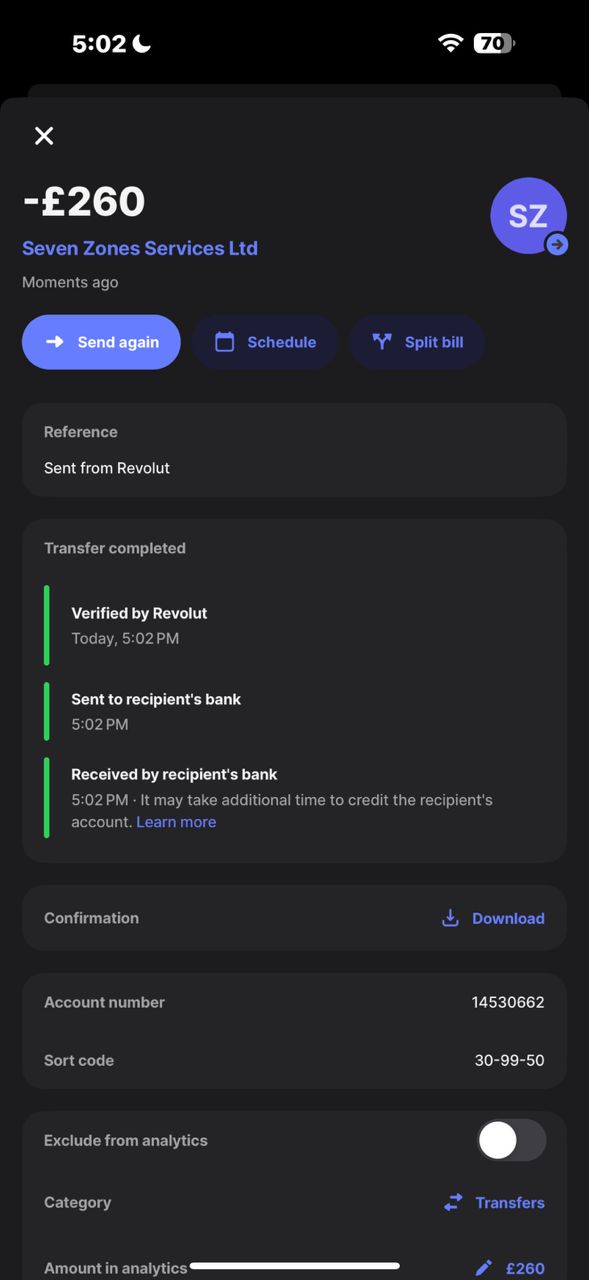 5:02
70
-£260
SZ
Seven Zones Services Ltd
Moments ago
Send again
Schedule
Split bill
Reference
Sent from Revolut
Transfer completed
Verified by Revolut
Today, 5:02 PM
Sent to recipient's bank
5:02 PM
Received by recipient's bank
5:02 PM · It may take additional time to credit the recipient's
account. Learn more
Confirmation
Download
Account number
14530662
Sort code
30-99-50
Exclude from analytics
Category
Transfers
Amount in analytics
£260